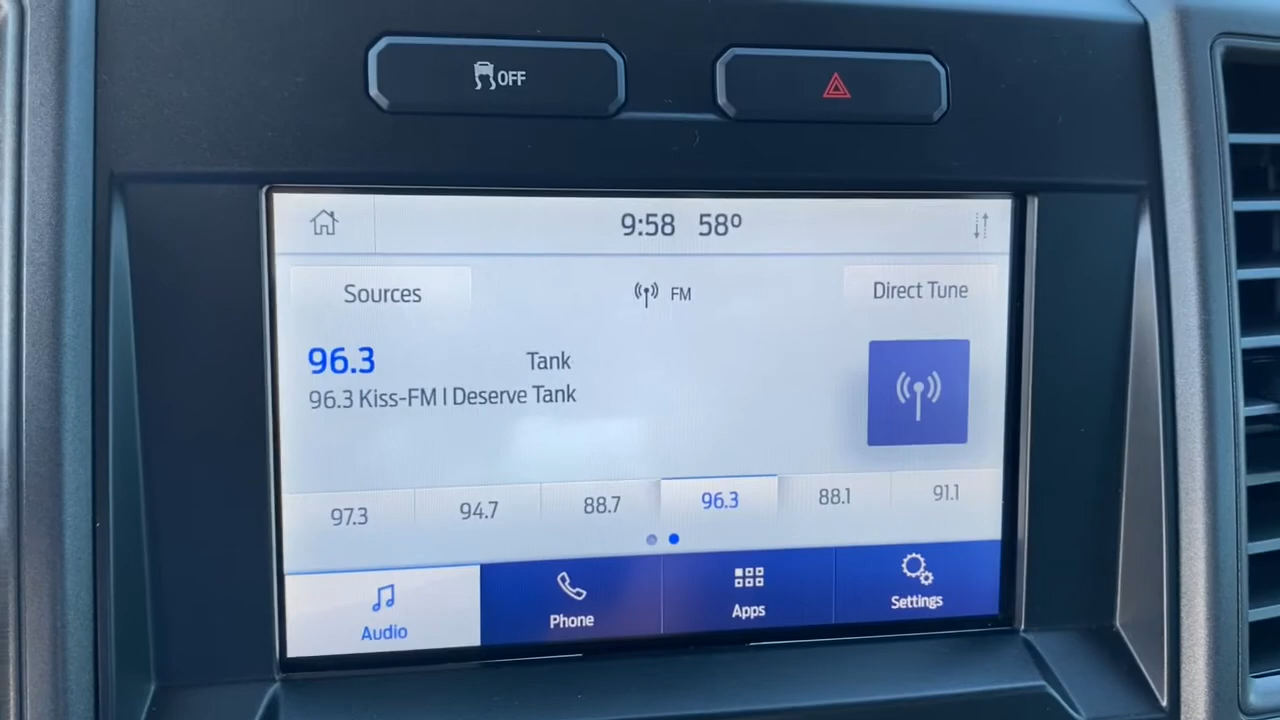 OFF
9:58 58º
Sources
FM
Direct Tune
96.3
Tank
96.3 Kiss-FM I Deserve Tank
97.3 94.7 88.7 96.3 88.1 91.1
Audio Phone Apps Settings